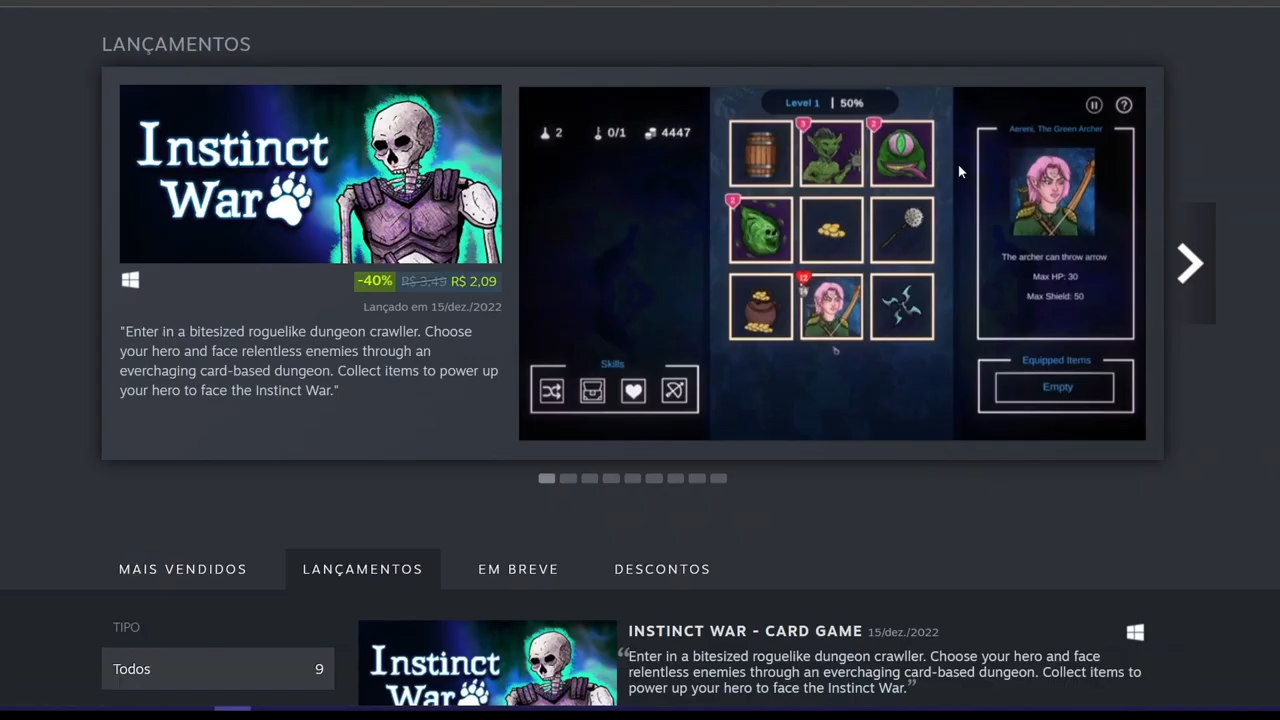 LANÇAMENTOS
Instinct
War
-40% R$ 3,49 R$ 2,09
Lançado em 15/dez./2022
"Enter in a bitesized roguelike dungeon crawller. Choose
your hero and face relentless enemies through an
everchaging card-based dungeon. Collect items to power up
your hero to face the Instinct War."
Level 1 | 50%
2 0/1 4447
3 2
2
12
Skills
Aereni, The Green Archer
The archer can throw arrow
Max HP: 30
Max Shield: 50
Equipped Items
Empty
MAIS VENDIDOS LANÇAMENTOS EM BREVE DESCONTOS
TIPO
Todos 9
Instinct
War
INSTINCT WAR - CARD GAME 15/dez./2022
“Enter in a bitesized roguelike dungeon crawller. Choose your hero and face
relentless enemies through an everchaging card-based dungeon. Collect items to
power up your hero to face the Instinct War.”